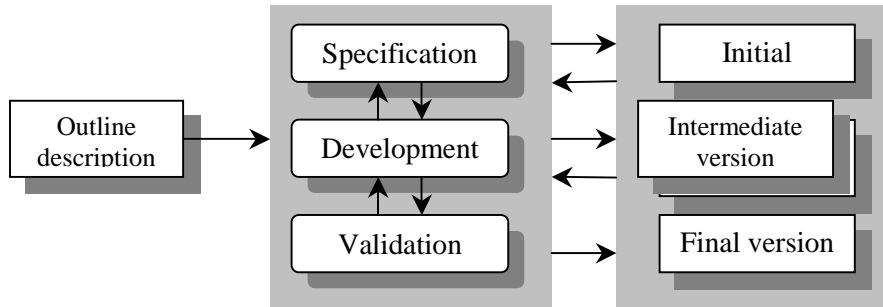 Outline
description
Specification
Development
Validation
Initial
Intermediate
version
Final version